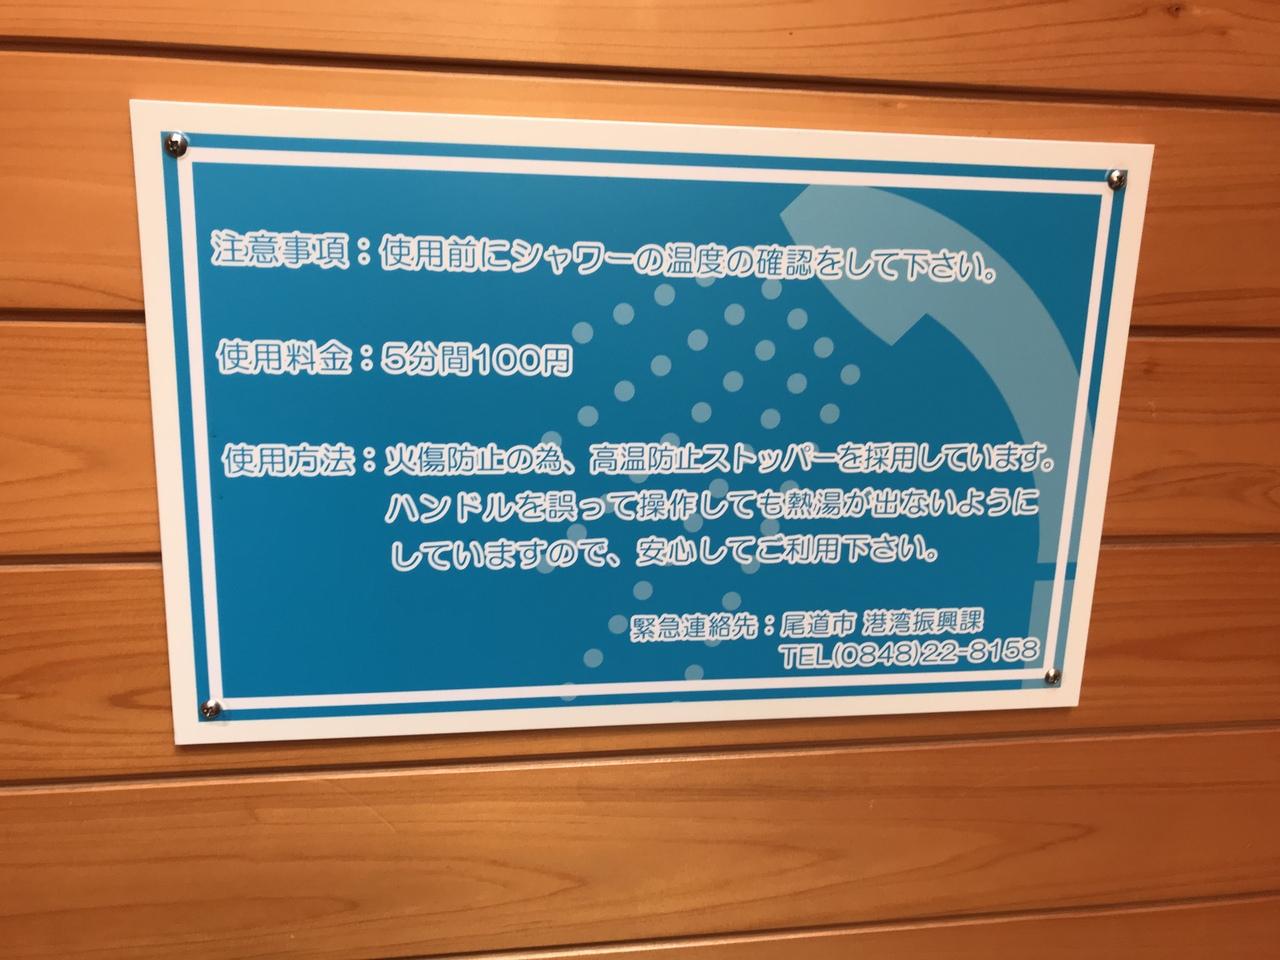 注意事項：使用前にシャワーの温度の確認をして下さい。
使用料金：5分間100円
使用方法：火傷防止の為、高温防止ストッパーを採用しています。
ハンドルを誤って操作しても熱湯が出ないように
していますので、安心してご利用下さい。
緊急連絡先：尾道市 港湾振興課
TEL(0848)22-8158